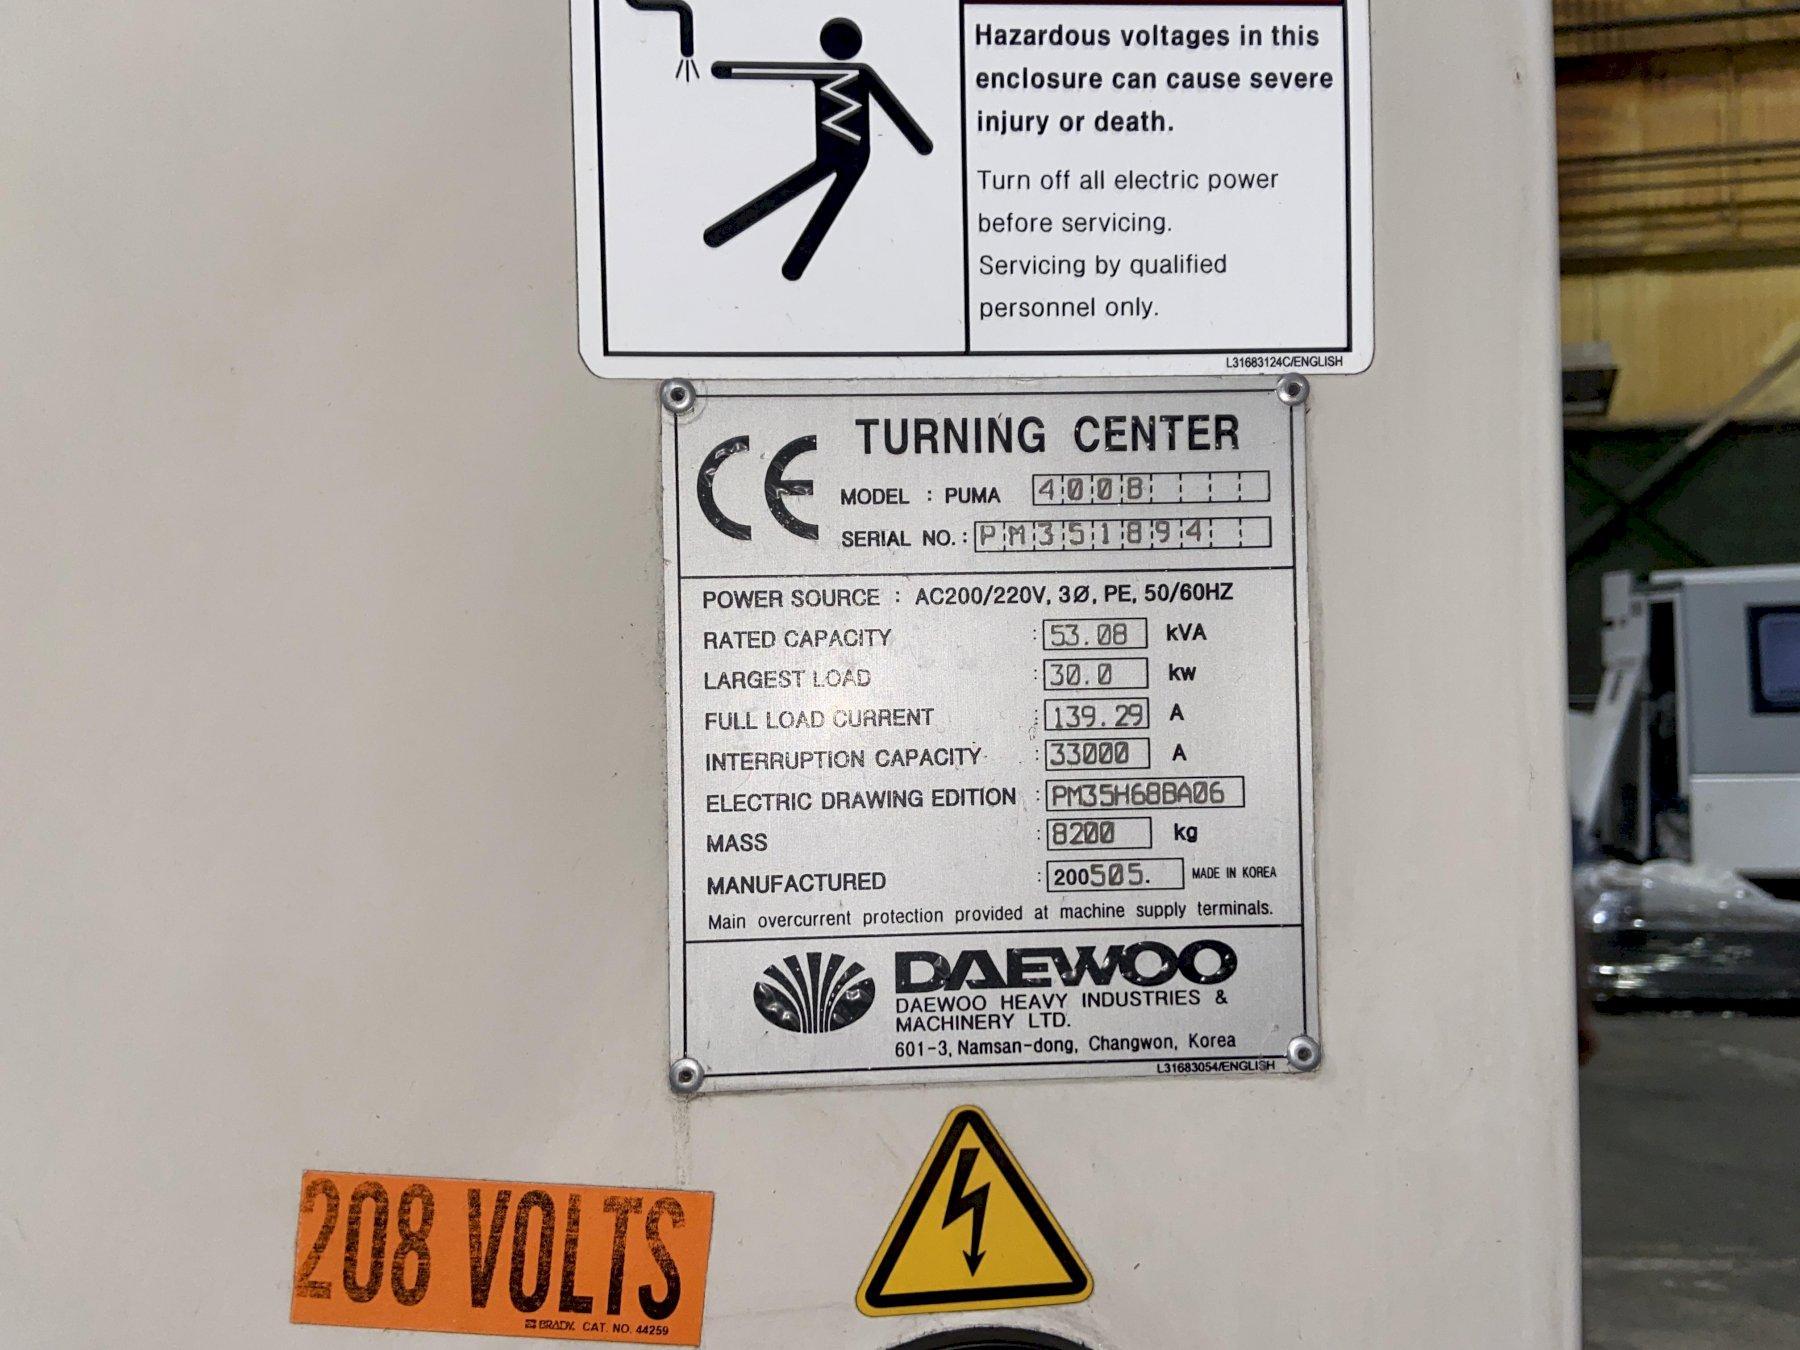 Hazardous voltages in this
enclosure can cause severe
injury or death.
Turn off all electric power
before servicing.
Servicing by qualified
personnel only.
L31683124C/ENGLISH
CE TURNING CENTER
MODEL : PUMA 400B
SERIAL NO. : PM351894
POWER SOURCE : AC200/220V, 3Ø, PE, 50/60HZ
RATED CAPACITY : 53.08 kVA
LARGEST LOAD : 30.0 kw
FULL LOAD CURRENT : 139.29 A
INTERRUPTION CAPACITY : 33000 A
ELECTRIC DRAWING EDITION : PM35H68BA06
MASS : 8200 kg
MANUFACTURED : 200505. MADE IN KOREA
Main overcurrent protection provided at machine supply terminals.
DAEWOO
DAEWOO HEAVY INDUSTRIES &
MACHINERY LTD.
601-3, Namsan-dong, Changwon, Korea
L31683054/ENGLISH
208 VOLTS
BRADY. CAT. NO. 44259